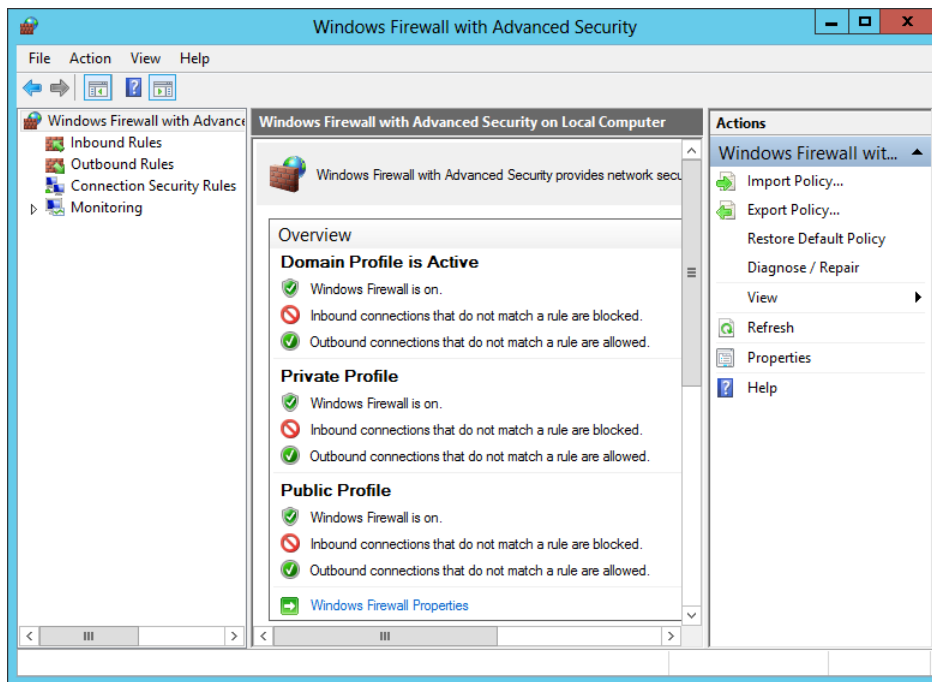 Windows Firewall with Advanced Security
File Action View Help
Windows Firewall with Advance
Inbound Rules
Outbound Rules
Connection Security Rules
Monitoring
Windows Firewall with Advanced Security on Local Computer
Windows Firewall with Advanced Security provides network secu
Overview
Domain Profile is Active
Windows Firewall is on.
Inbound connections that do not match a rule are blocked.
Outbound connections that do not match a rule are allowed.
Private Profile
Windows Firewall is on.
Inbound connections that do not match a rule are blocked.
Outbound connections that do not match a rule are allowed.
Public Profile
Windows Firewall is on.
Inbound connections that do not match a rule are blocked.
Outbound connections that do not match a rule are allowed.
Windows Firewall Properties
Actions
Windows Firewall wit...
Import Policy...
Export Policy...
Restore Default Policy
Diagnose / Repair
View
Refresh
Properties
Help